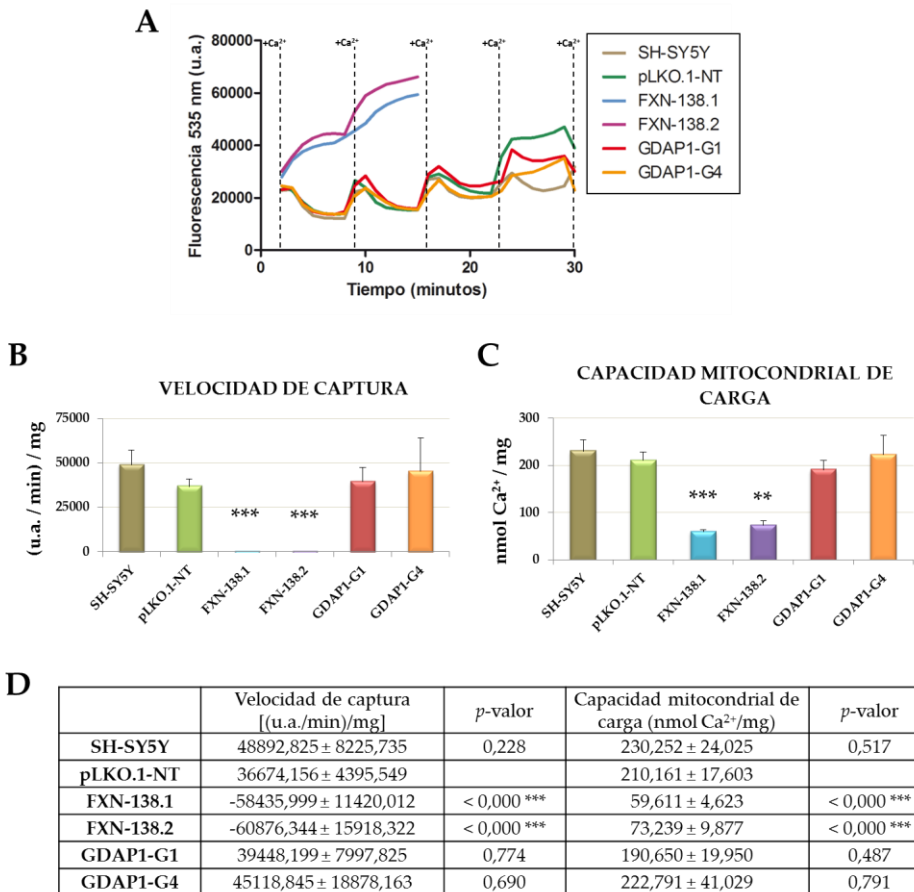 A
+Ca²⁺ +Ca²⁺ +Ca²⁺ +Ca²⁺ +Ca²⁺
Fluorescencia 535 nm (u.a.)
80000
60000
40000
20000
0
0 10 20 30
Tiempo (minutos)
SH-SY5Y
pLKO.1-NT
FXN-138.1
FXN-138.2
GDAP1-G1
GDAP1-G4
B
VELOCIDAD DE CAPTURA
(u.a. / min) / mg
75000
50000
25000
0
*** ***
SH-SY5Y pLKO.1-NT FXN-138.1 FXN-138.2 GDAP1-G1 GDAP1-G4
C
CAPACIDAD MITOCONDRIAL DE
CARGA
nmol Ca²⁺ / mg
300
200
100
0
*** **
SH-SY5Y pLKO.1-NT FXN-138.1 FXN-138.2 GDAP1-G1 GDAP1-G4
D
Velocidad de captura [(u.a./min)/mg] p-valor Capacidad mitocondrial de carga (nmol Ca²⁺/mg) p-valor
SH-SY5Y 48892,825 ± 8225,735 0,228 230,252 ± 24,025 0,517
pLKO.1-NT 36674,156 ± 4395,549 210,161 ± 17,603
FXN-138.1 -58435,999 ± 11420,012 < 0,000 *** 59,611 ± 4,623 < 0,000 ***
FXN-138.2 -60876,344 ± 15918,322 < 0,000 *** 73,239 ± 9,877 < 0,000 ***
GDAP1-G1 39448,199 ± 7997,825 0,774 190,650 ± 19,950 0,487
GDAP1-G4 45118,845 ± 18878,163 0,690 222,791 ± 41,029 0,791